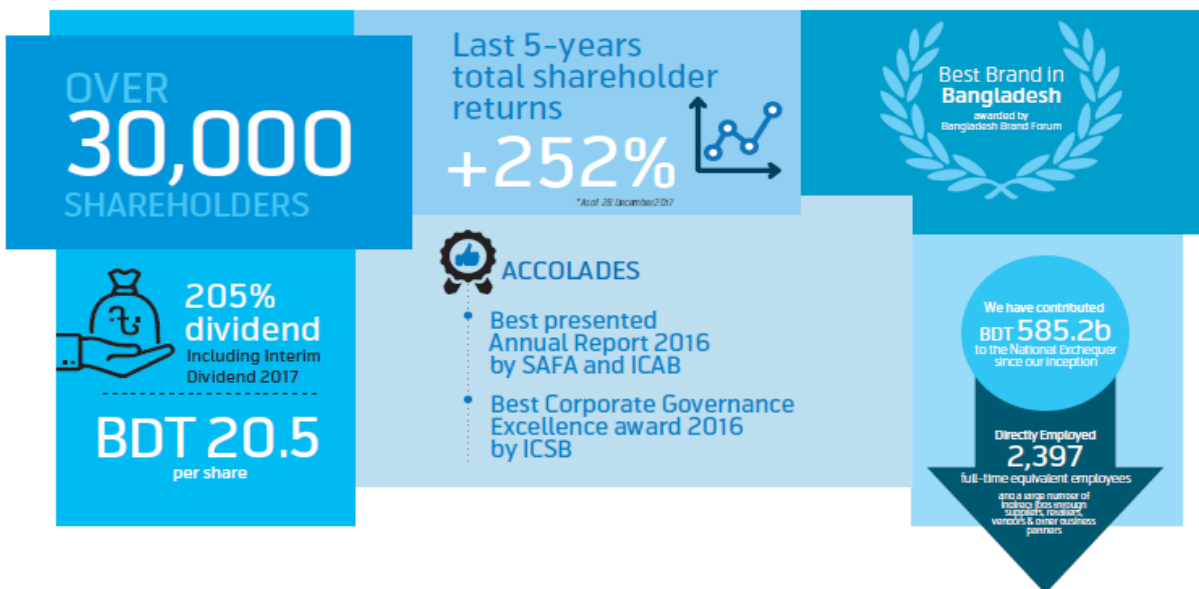 OVER
30,000
SHAREHOLDERS
Last 5-years
total shareholder
returns
+252%
*As of 28 December 2017
Best Brand in
Bangladesh
awarded by
Bangladesh Brand Forum
205%
dividend
Including Interim
Dividend 2017
BDT 20.5
per share
ACCOLADES
Best presented
Annual Report 2016
by SAFA and ICAB
Best Corporate Governance
Excellence award 2016
by ICSB
We have contributed
BDT 585.2b
to the National Exchequer
since our inception
Directly Employed
2,397
full-time equivalent employees
and a large number of
indirect jobs through
suppliers, retailers,
vendors & other business
partners